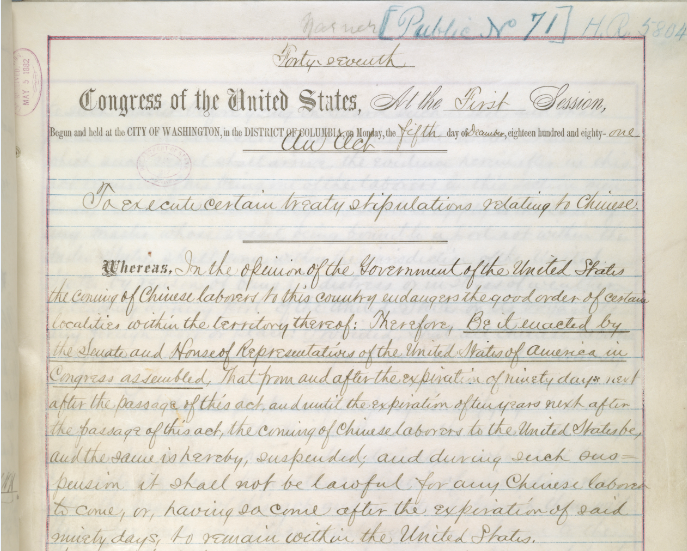 [Public No 71] H.R. 5804
MAY 9 1882
Forty-seventh
Congress of the United States, At the First Session,
Begun and held at the CITY OF WASHINGTON, in the DISTRICT OF COLUMBIA, on Monday, the fifth day of December, eighteen hundred and eighty-one
An Act
To execute certain treaty stipulations relating to Chinese.
Whereas, In the opinion of the Government of the United States
the coming of Chinese laborers to this country endangers the good order of certain
localities within the territory thereof: Therefore, Be it enacted by
the Senate and House of Representatives of the United States of America in
Congress assembled, That from and after the expiration of ninety days next
after the passage of this act, and until the expiration of ten years next after
the passage of this act, the coming of Chinese laborers to the United States be,
and the same is hereby, suspended; and during such sus=
pension it shall not be lawful for any Chinese laborer
to come, or, having so come after the expiration of said
ninety days, to remain within the United States.